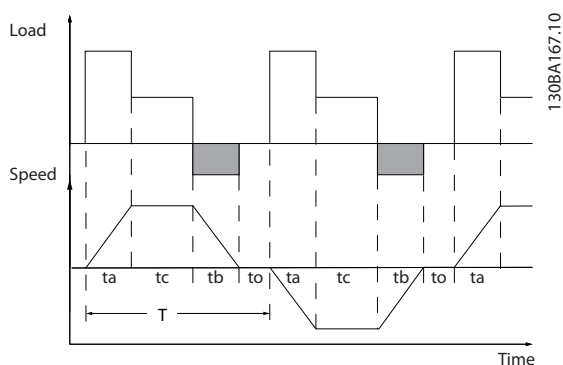 Load
130BA167.10
Speed
ta tc tb to ta tc tb to ta
T
Time